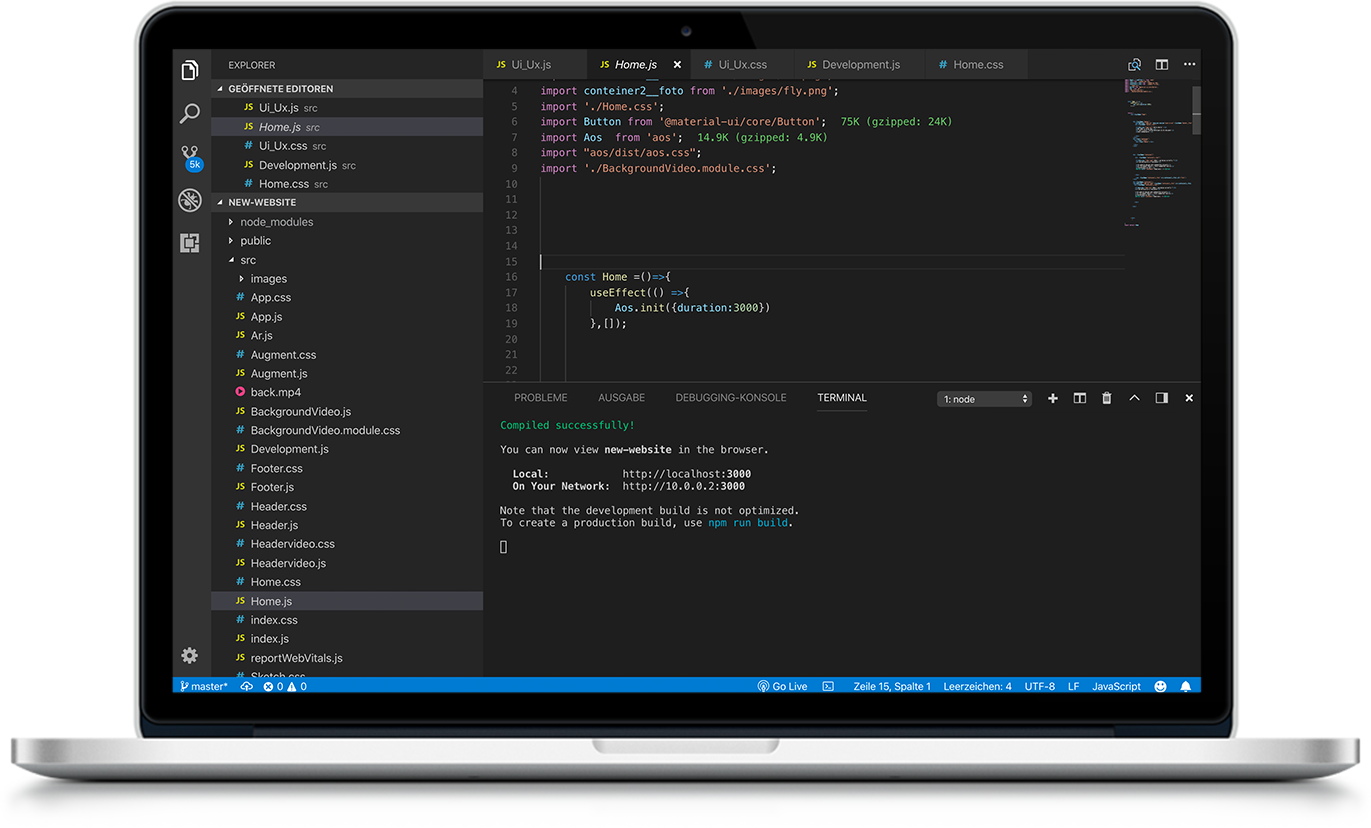 EXPLORER
GEÖFFNETE EDITOREN
JS Ui_Ux.js src
JS Home.js src
# Ui_Ux.css src
JS Development.js src
# Home.css src
5k
NEW-WEBSITE
node_modules
public
src
images
# App.css
JS App.js
JS Ar.js
# Augment.css
JS Augment.js
back.mp4
JS BackgroundVideo.js
# BackgroundVideo.module.css
JS Development.js
# Footer.css
JS Footer.js
# Header.css
JS Header.js
# Headervideo.css
JS Headervideo.js
# Home.css
JS Home.js
# index.css
JS index.js
JS reportWebVitals.js
JS Ui_Ux.js JS Home.js × # Ui_Ux.css JS Development.js # Home.css
4 import conteiner2__foto from './images/fly.png';
5 import './Home.css';
6 import Button from '@material-ui/core/Button'; 75K (gzipped: 24K)
7 import Aos from 'aos'; 14.9K (gzipped: 4.9K)
8 import "aos/dist/aos.css";
9 import './BackgroundVideo.module.css';
10
11
12
13
14
15
16 const Home =()=>{
17 useEffect(() =>{
18 Aos.init({duration:3000})
19 },[]);
20
21
22
PROBLEME AUSGABE DEBUGGING-KONSOLE TERMINAL 1: node
Compiled successfully!
You can now view new-website in the browser.
Local: http://localhost:3000
On Your Network: http://10.0.0.2:3000
Note that the development build is not optimized.
To create a production build, use npm run build.
master* 0 0 Go Live Zeile 15, Spalte 1 Leerzeichen: 4 UTF-8 LF JavaScript